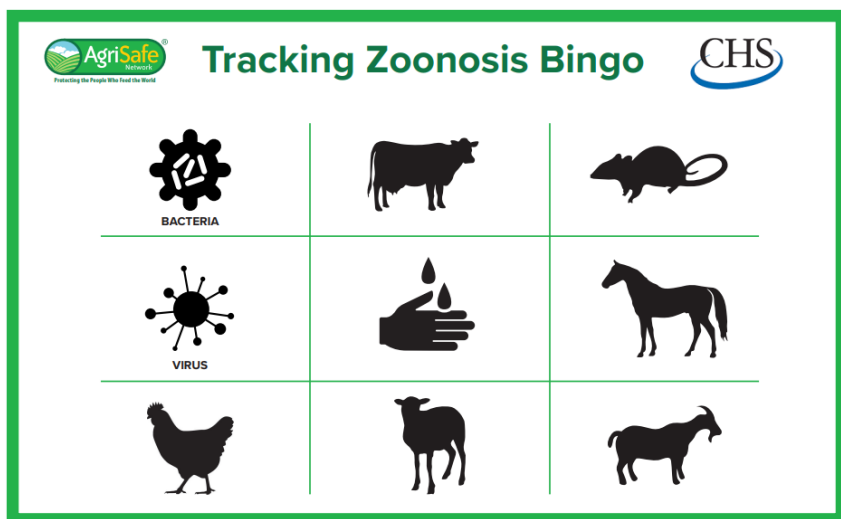 AgriSafe
®
Network
Protecting the People Who Feed the World
Tracking Zoonosis Bingo
CHS
BACTERIA
VIRUS